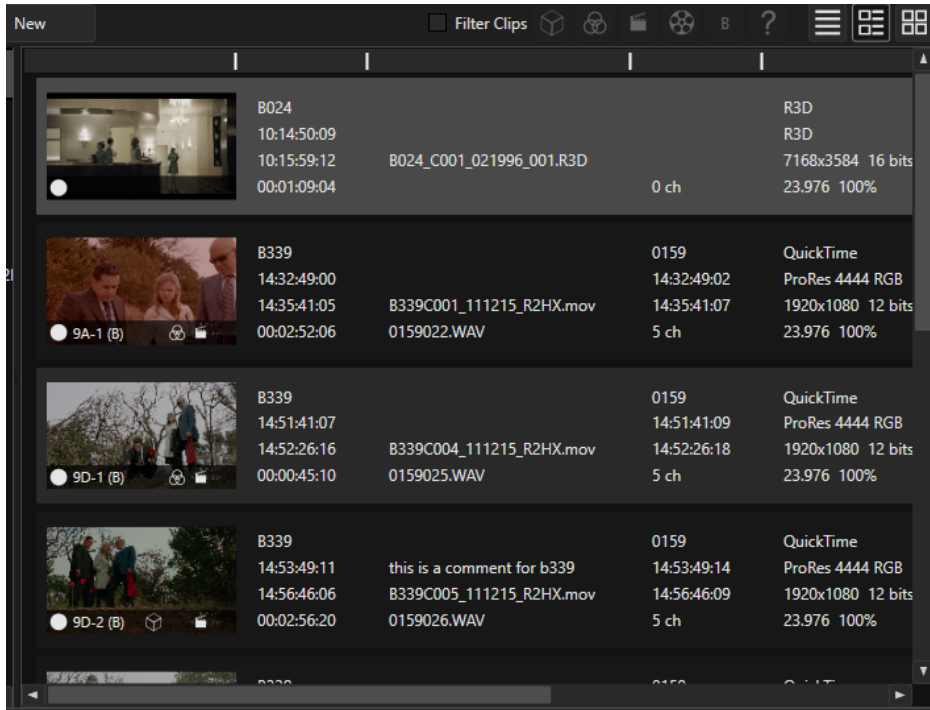 New
Filter Clips
B
?
B024
R3D
10:14:50:09
R3D
10:15:59:12 B024_C001_021996_001.R3D 7168x3584 16 bits
00:01:09:04 0 ch 23.976 100%
B339 0159 QuickTime
14:32:49:00 14:32:49:02 ProRes 4444 RGB
14:35:41:05 B339C001_111215_R2HX.mov 14:35:41:07 1920x1080 12 bits
9A-1 (B) 00:02:52:06 0159022.WAV 5 ch 23.976 100%
B339 0159 QuickTime
14:51:41:07 14:51:41:09 ProRes 4444 RGB
14:52:26:16 B339C004_111215_R2HX.mov 14:52:26:18 1920x1080 12 bits
9D-1 (B) 00:00:45:10 0159025.WAV 5 ch 23.976 100%
B339 0159 QuickTime
14:53:49:11 this is a comment for b339 14:53:49:14 ProRes 4444 RGB
14:56:46:06 B339C005_111215_R2HX.mov 14:56:46:09 1920x1080 12 bits
9D-2 (B) 00:02:56:20 0159026.WAV 5 ch 23.976 100%